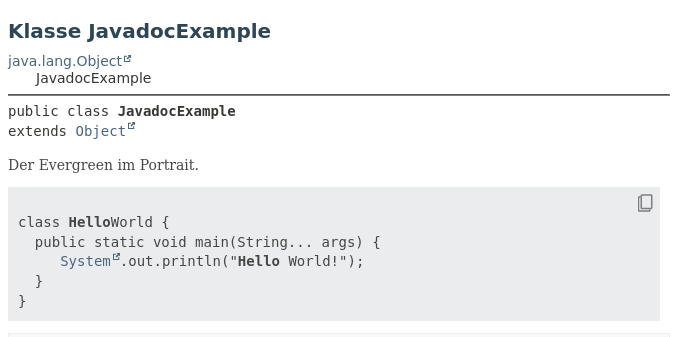 Klasse JavadocExample
java.lang.Object
JavadocExample
public class JavadocExample
extends Object
Der Evergreen im Portrait.
class HelloWorld {
  public static void main(String... args) {
     System.out.println("Hello World!");
  }
}